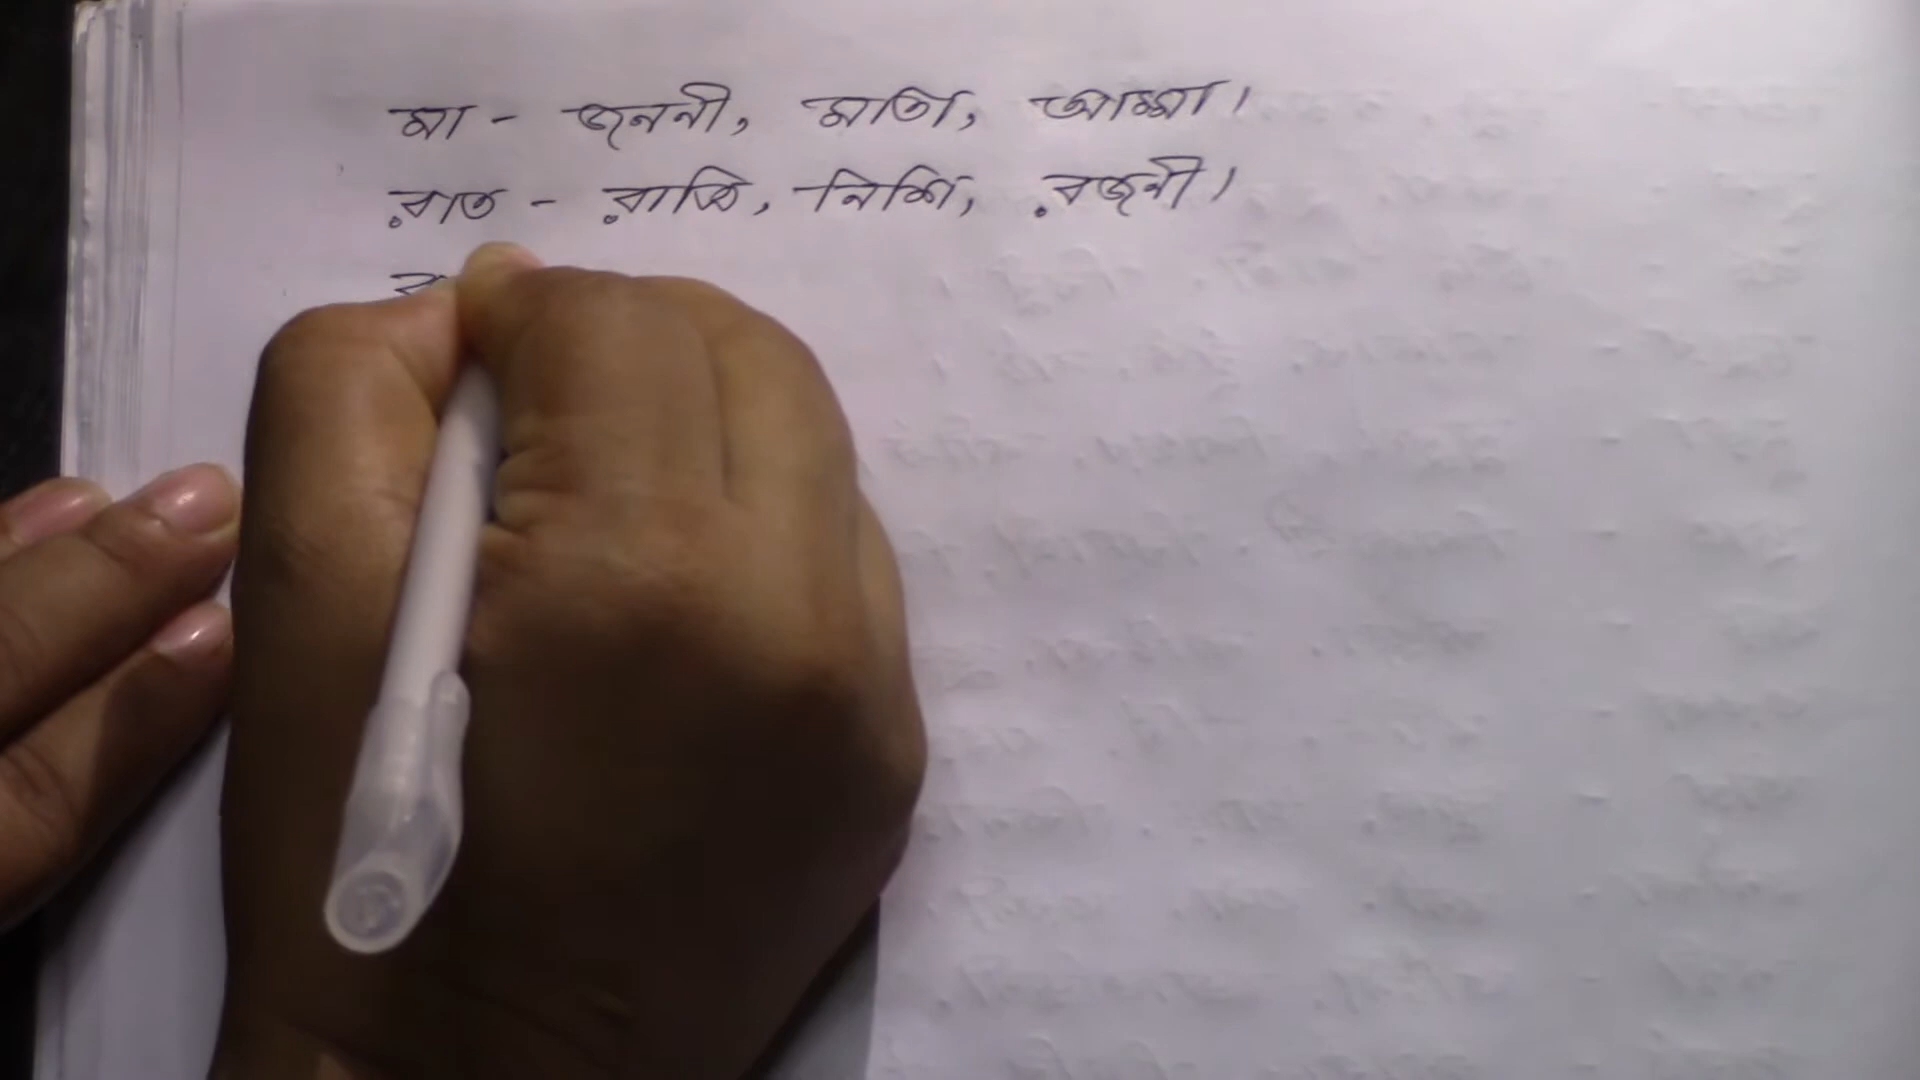 মা - জননী, মাতা, আম্মা।
রাত - রাত্রি, নিশি, রজনী।